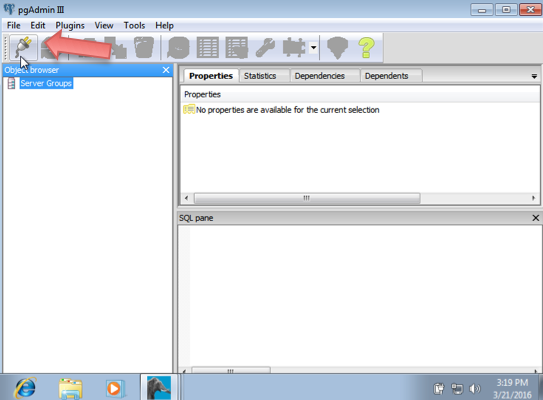 pgAdmin III
File Edit Plugins View Tools Help
Object browser
Server Groups
Properties Statistics Dependencies Dependents
Properties
No properties are available for the current selection
SQL pane
3:19 PM
3/21/2016